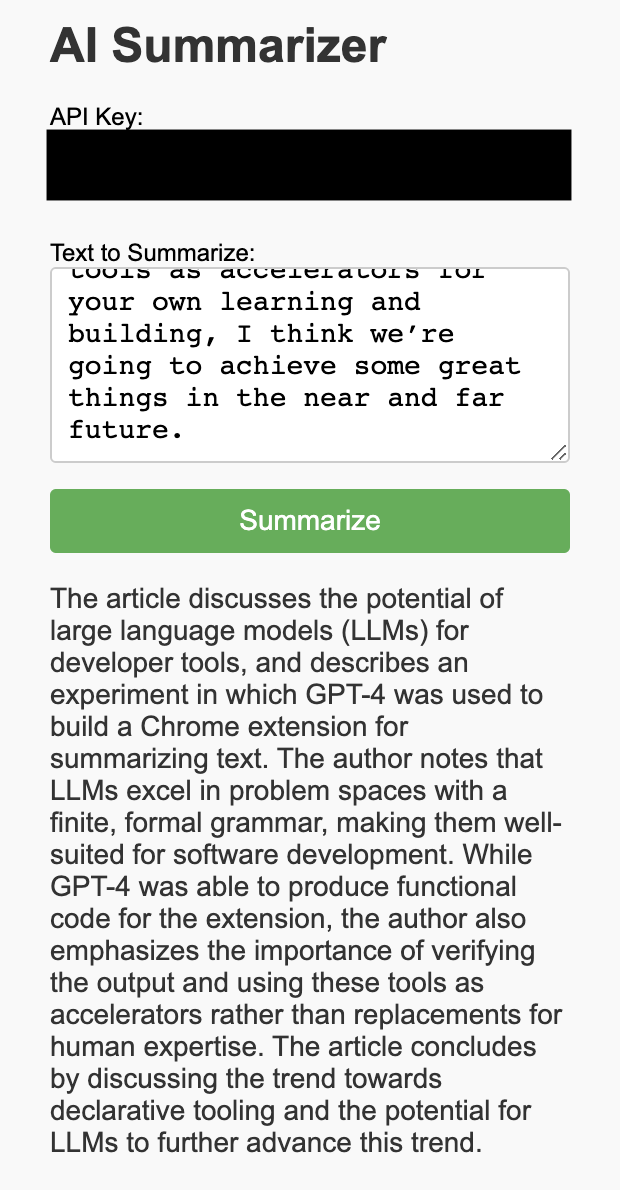 AI Summarizer
API Key:
Text to Summarize:
tools as accelerators for
your own learning and
building, I think we’re
going to achieve some great
things in the near and far
future.
Summarize
The article discusses the potential of
large language models (LLMs) for
developer tools, and describes an
experiment in which GPT-4 was used to
build a Chrome extension for
summarizing text. The author notes that
LLMs excel in problem spaces with a
finite, formal grammar, making them well-
suited for software development. While
GPT-4 was able to produce functional
code for the extension, the author also
emphasizes the importance of verifying
the output and using these tools as
accelerators rather than replacements for
human expertise. The article concludes
by discussing the trend towards
declarative tooling and the potential for
LLMs to further advance this trend.